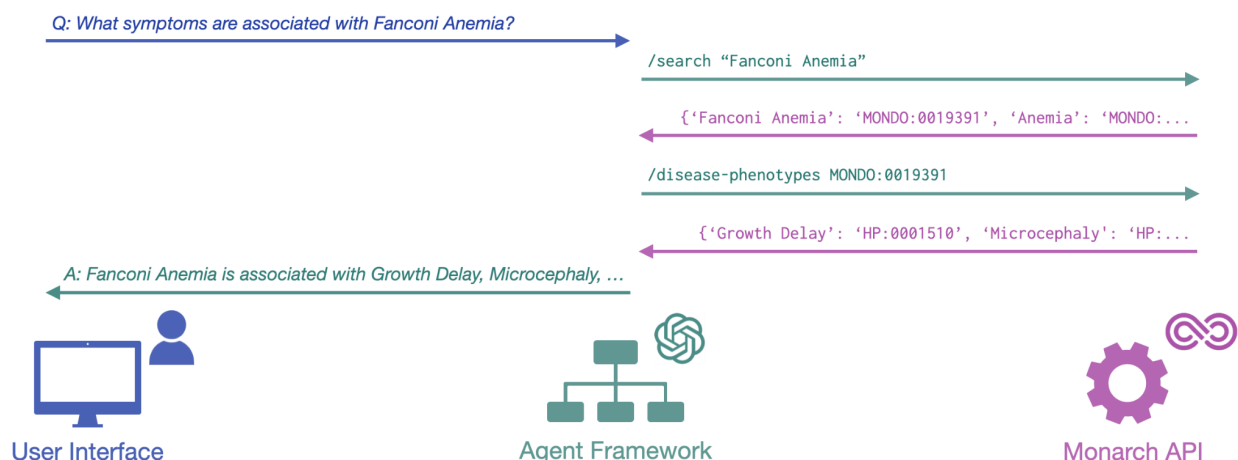 Q: What symptoms are associated with Fanconi Anemia?
/search “Fanconi Anemia”
{‘Fanconi Anemia’: ‘MONDO:0019391’, ‘Anemia’: ‘MONDO:...
/disease-phenotypes MONDO:0019391
{‘Growth Delay’: ‘HP:0001510’, ‘Microcephaly': ‘HP:...
A: Fanconi Anemia is associated with Growth Delay, Microcephaly, …
User Interface
Agent Framework
Monarch API